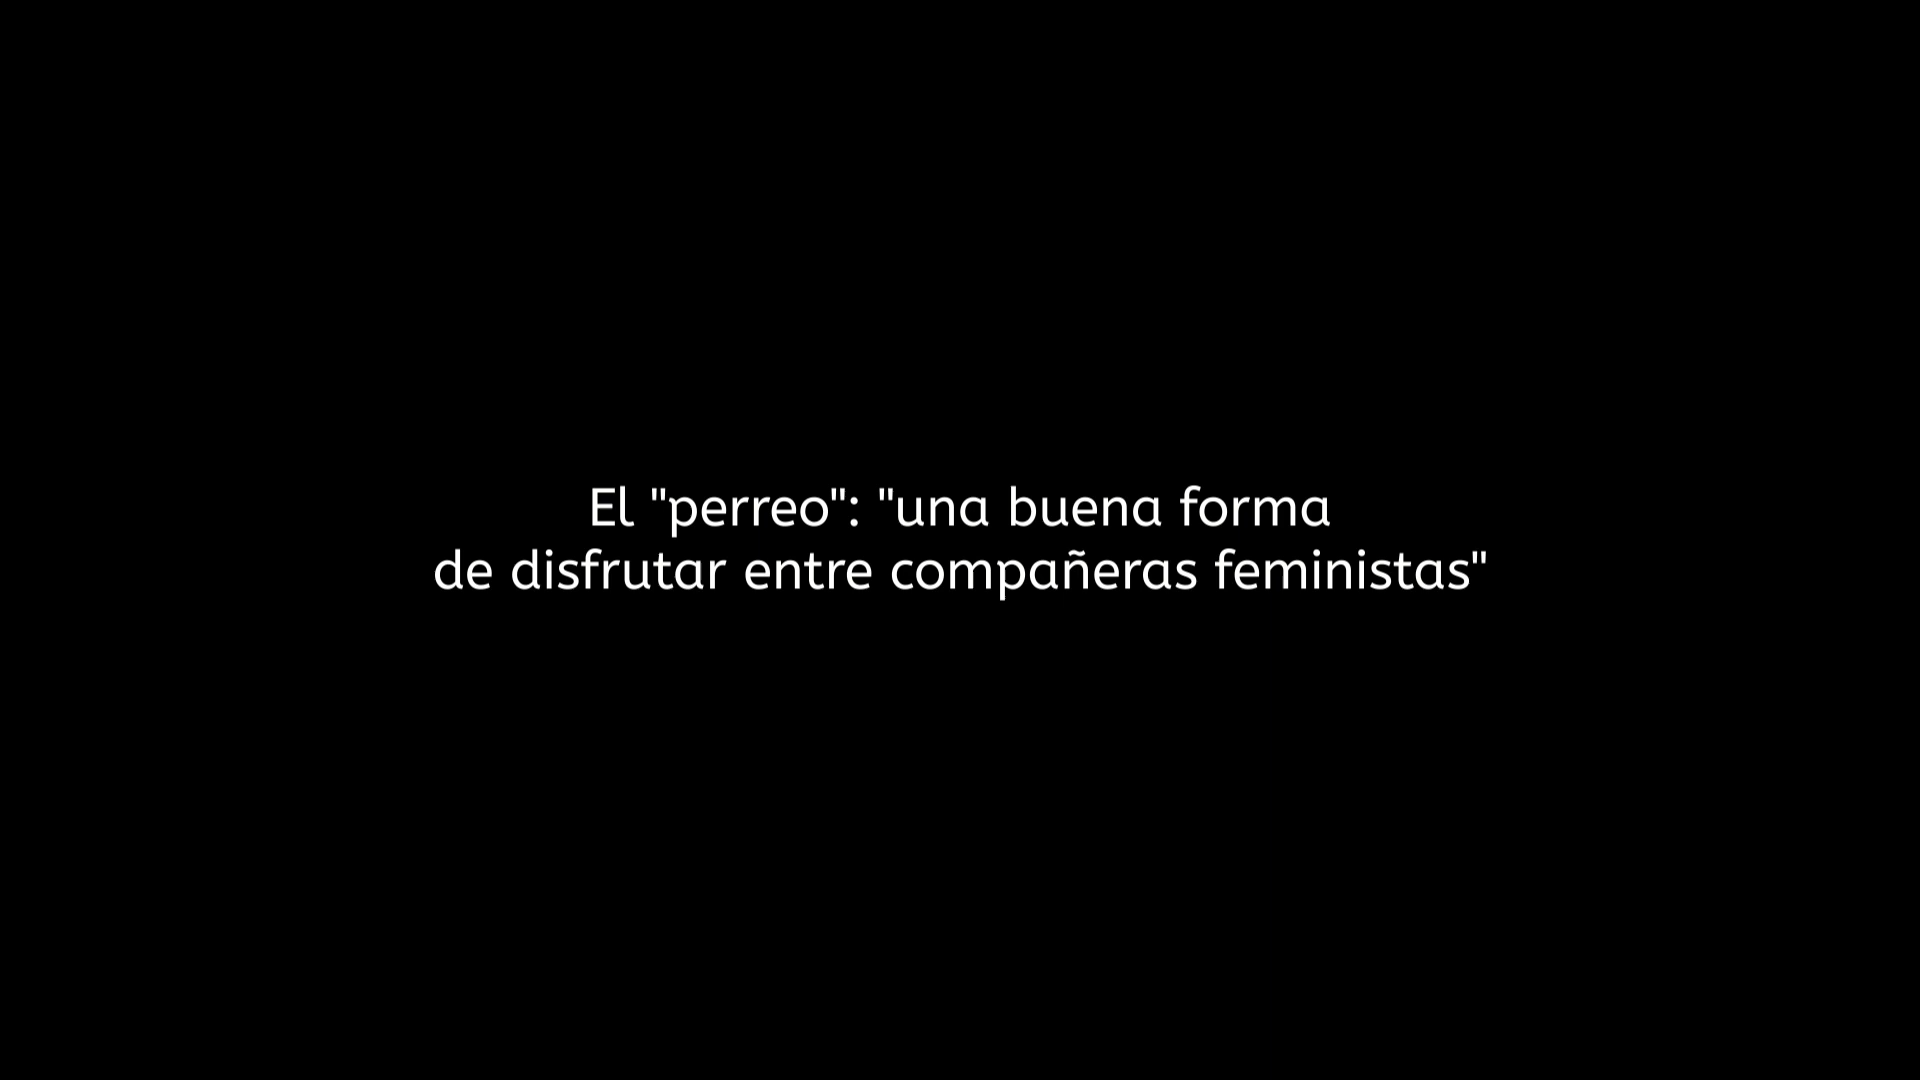 El "perreo": "una buena forma
de disfrutar entre compañeras feministas"